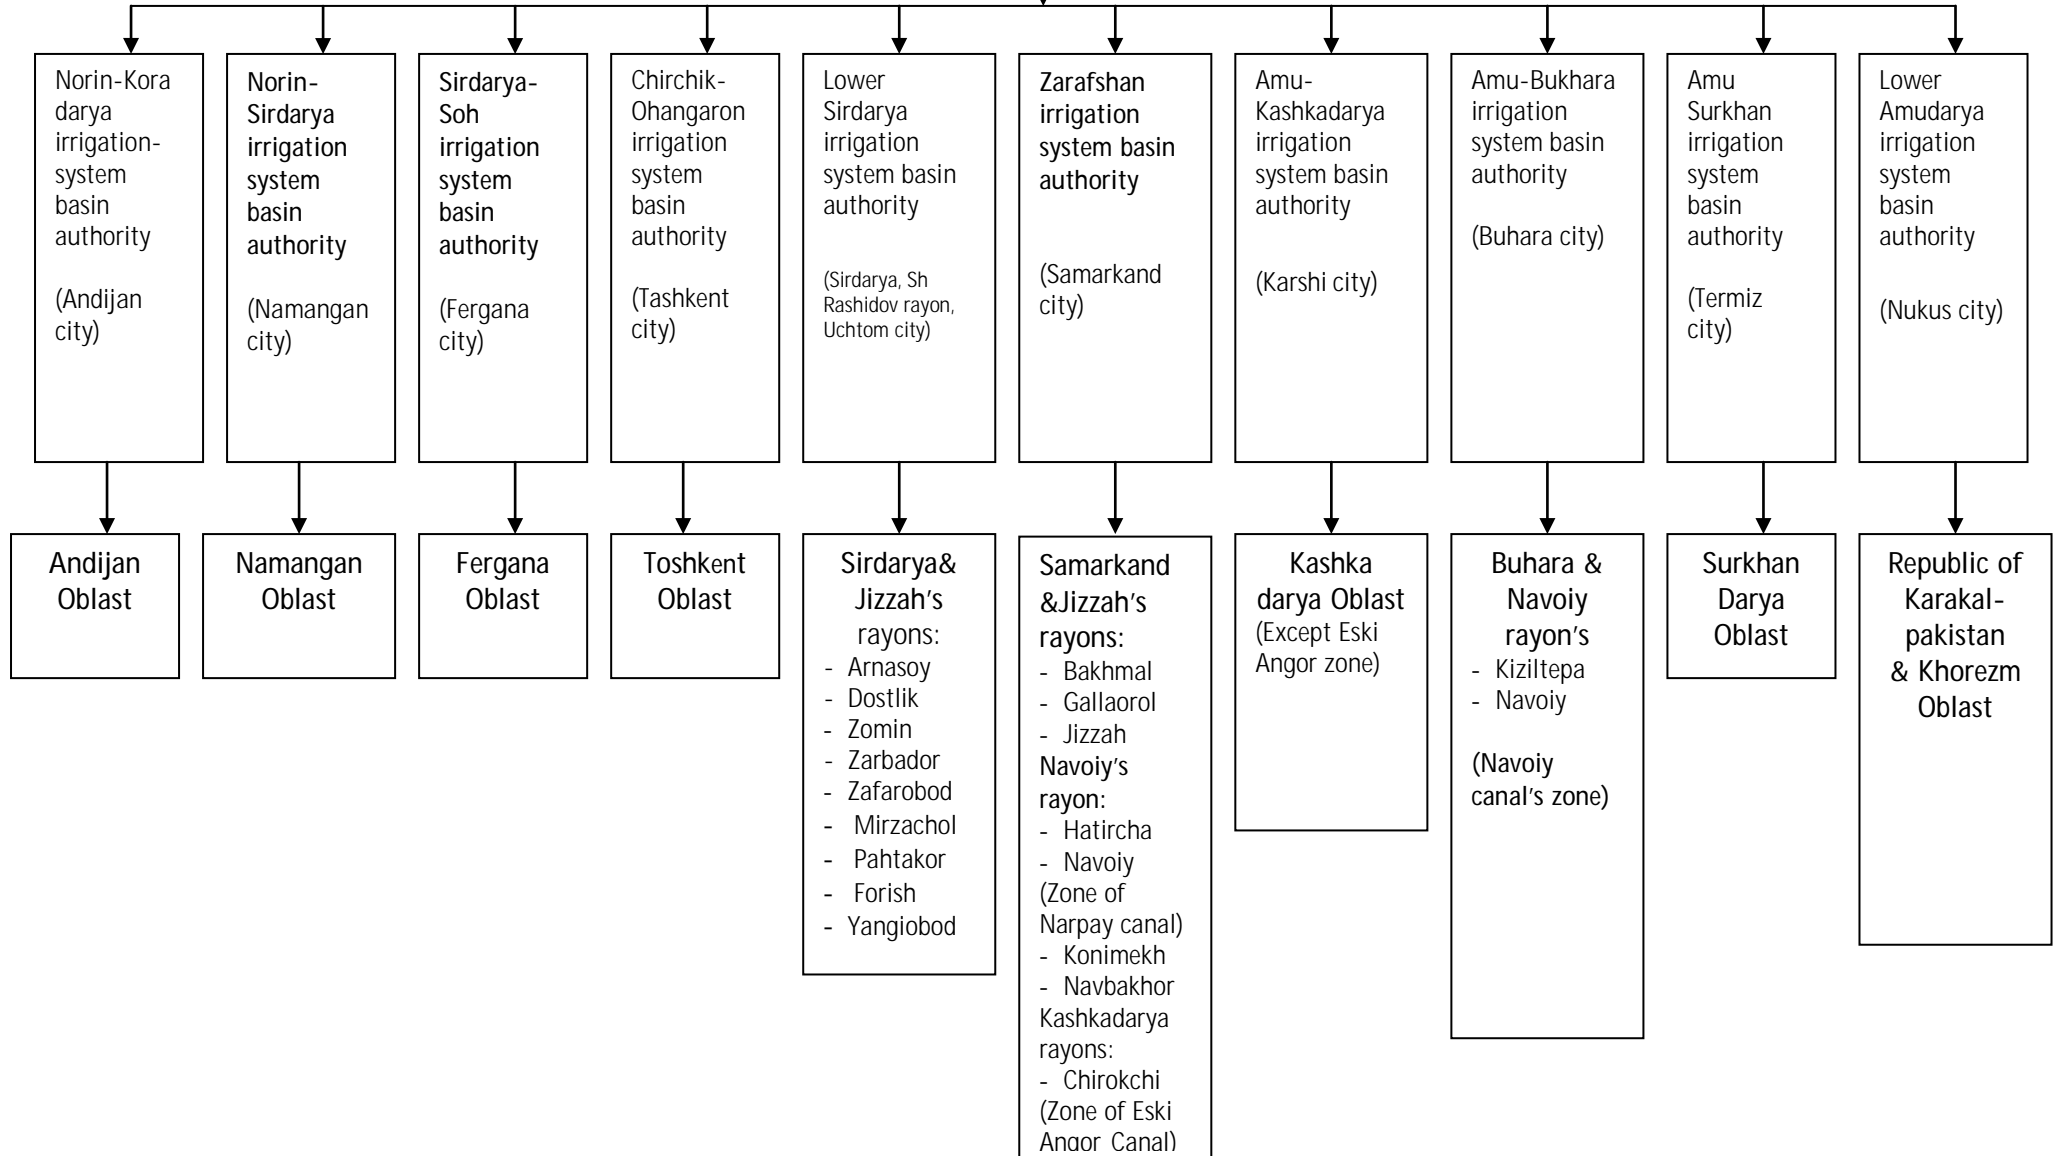 Norin-Kora
darya
irrigation-
system
basin
authority
(Andijan
city)
Norin-
Sirdarya
irrigation
system
basin
authority
(Namangan
city)
Sirdarya-
Soh
irrigation
system
basin
authority
(Fergana
city)
Chirchik-
Ohangaron
irrigation
system
basin
authority
(Tashkent
city)
Lower
Sirdarya
irrigation
system basin
authority
(Sirdarya, Sh
Rashidov rayon,
Uchtom city)
Zarafshan
irrigation
system basin
authority
(Samarkand
city)
Amu-
Kashkadarya
irrigation
system basin
authority
(Karshi city)
Amu-Bukhara
irrigation
system basin
authority
(Buhara city)
Amu
Surkhan
irrigation
system
basin
authority
(Termiz
city)
Lower
Amudarya
irrigation
system
basin
authority
(Nukus city)
Andijan
Oblast
Namangan
Oblast
Fergana
Oblast
Toshkent
Oblast
Sirdarya&
Jizzah's
rayons:
- Arnasoy
- Dostlik
- Zomin
- Zarbador
- Zafarobod
- Mirzachol
- Pahtakor
- Forish
- Yangiobod
Samarkand
&Jizzah's
rayons:
- Bakhmal
- Gallaorol
- Jizzah
Navoiy's
rayon:
- Hatircha
- Navoiy
(Zone of
Narpay canal)
- Konimekh
- Navbakhor
Kashkadarya
rayons:
- Chirokchi
(Zone of Eski
Angor Canal)
Kashka
darya Oblast
(Except Eski
Angor zone)
Buhara &
Navoiy
rayon's
- Kiziltepa
- Navoiy
(Navoiy
canal's zone)
Surkhan
Darya
Oblast
Republic of
Karakal-
pakistan
& Khorezm
Oblast